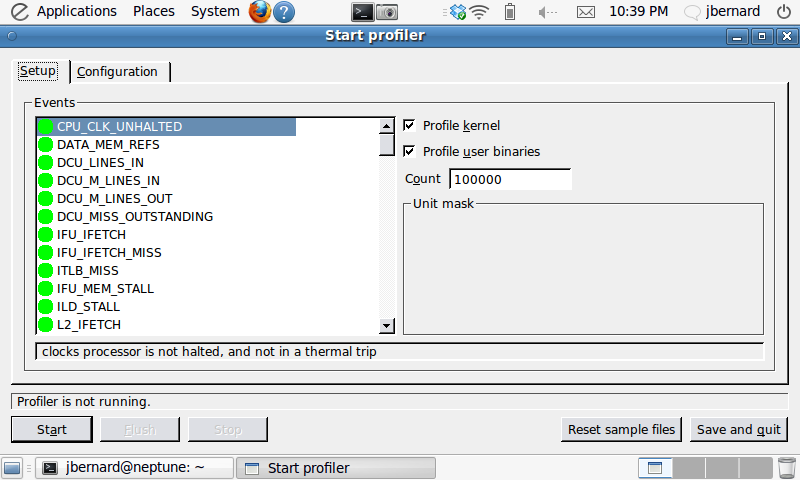 Applications Places System ? 10:39 PM jbernard
Start profiler
Setup Configuration
Events
CPU_CLK_UNHALTED
DATA_MEM_REFS
DCU_LINES_IN
DCU_M_LINES_IN
DCU_M_LINES_OUT
DCU_MISS_OUTSTANDING
IFU_IFETCH
IFU_IFETCH_MISS
ITLB_MISS
IFU_MEM_STALL
ILD_STALL
L2_IFETCH
Profile kernel
Profile user binaries
Count 100000
Unit mask
clocks processor is not halted, and not in a thermal trip
Profiler is not running.
Start Flush Stop Reset sample files Save and quit
jbernard@neptune: ~ Start profiler